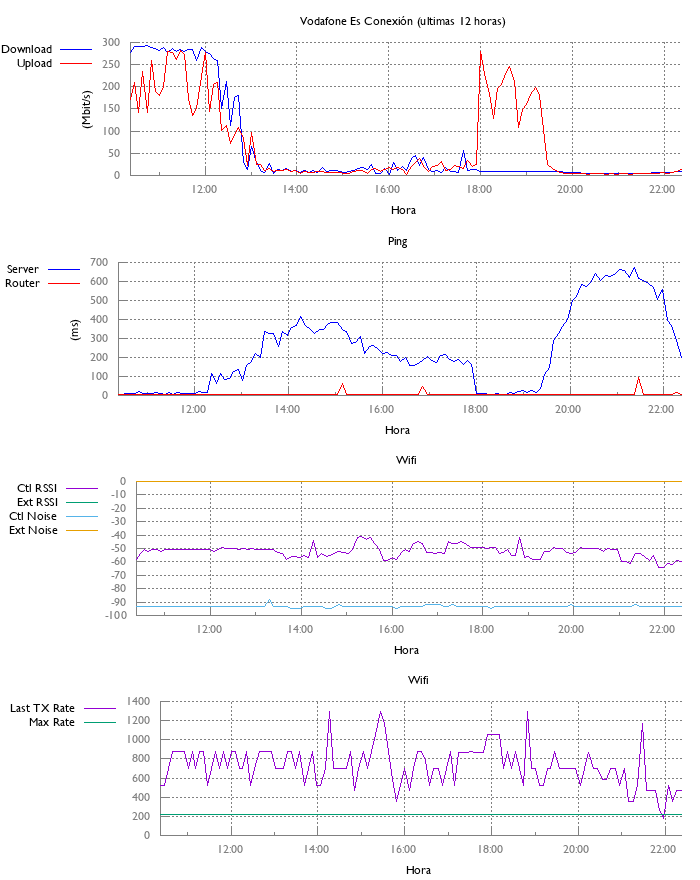 Vodafone Es Conexión (ultimas 12 horas)
Download
Upload
(Mbit/s)
300
250
200
150
100
50
0
12:00 14:00 16:00 18:00 20:00 22:00
Hora
Ping
Server
Router
(ms)
700
600
500
400
300
200
100
0
12:00 14:00 16:00 18:00 20:00 22:00
Hora
Wifi
Ctl RSSI
Ext RSSI
Ctl Noise
Ext Noise
0
-10
-20
-30
-40
-50
-60
-70
-80
-90
-100
12:00 14:00 16:00 18:00 20:00 22:00
Hora
Wifi
Last TX Rate
Max Rate
1400
1200
1000
800
600
400
200
0
12:00 14:00 16:00 18:00 20:00 22:00
Hora